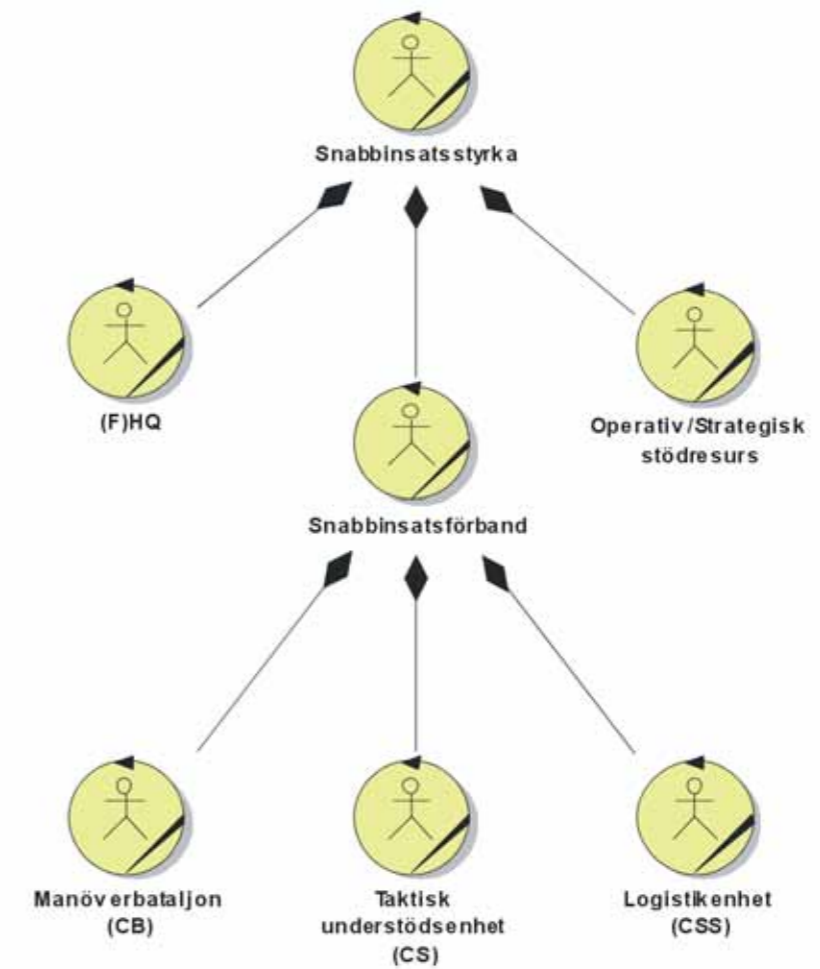 Snabbinsatsstyrka
(F)HQ
Operativ/Strategisk
stödresurs
Snabbinsatsförband
Manöverbataljon
(CB)
Taktisk
understödsenhet
(CS)
Logistikenhet
(CSS)